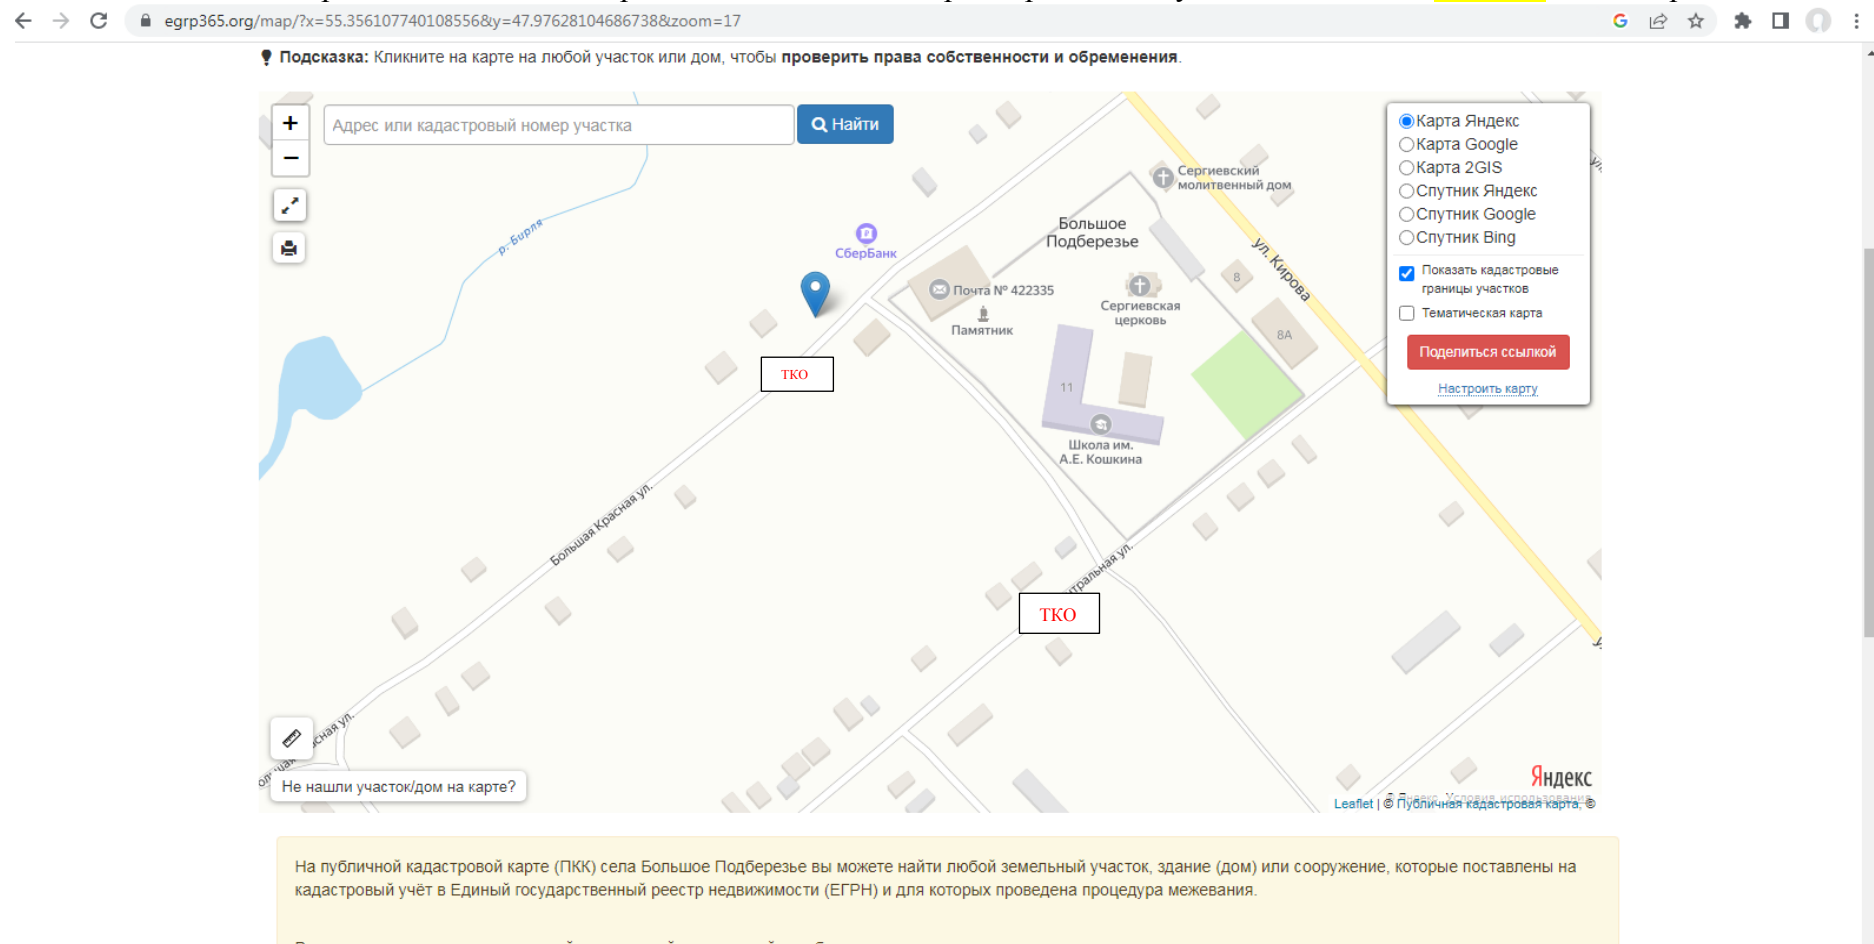 egrp365.org/map/?x=55.356107740108556&y=47.97628104686738&zoom=17
Подсказка: Кликните на карте на любой участок или дом, чтобы проверить права собственности и обременения.
+
−
Адрес или кадастровый номер участка
Найти
Карта Яндекс
Карта Google
Карта 2GIS
Спутник Яндекс
Спутник Google
Спутник Bing
Показать кадастровые
границы участков
Тематическая карта
Поделиться ссылкой
Настроить карту
Сергиевский
молитвенный дом
Большое
Подберезье
р. Бирля
СберБанк
ул. Кирова
8
Почта № 422335
Сергиевская
церковь
Памятник
8А
ТКО
11
Школа им.
А.Е. Кошкина
Большая Красная ул.
нтральная ул.
ТКО
Не нашли участок/дом на карте?
Яндекс
© Яндекс Условия использования
Leaflet | © Публичная кадастровая карта, ©
На публичной кадастровой карте (ПКК) села Большое Подберезье вы можете найти любой земельный участок, здание (дом) или сооружение, которые поставлены на
кадастровый учёт в Единый государственный реестр недвижимости (ЕГРН) и для которых проведена процедура межевания.